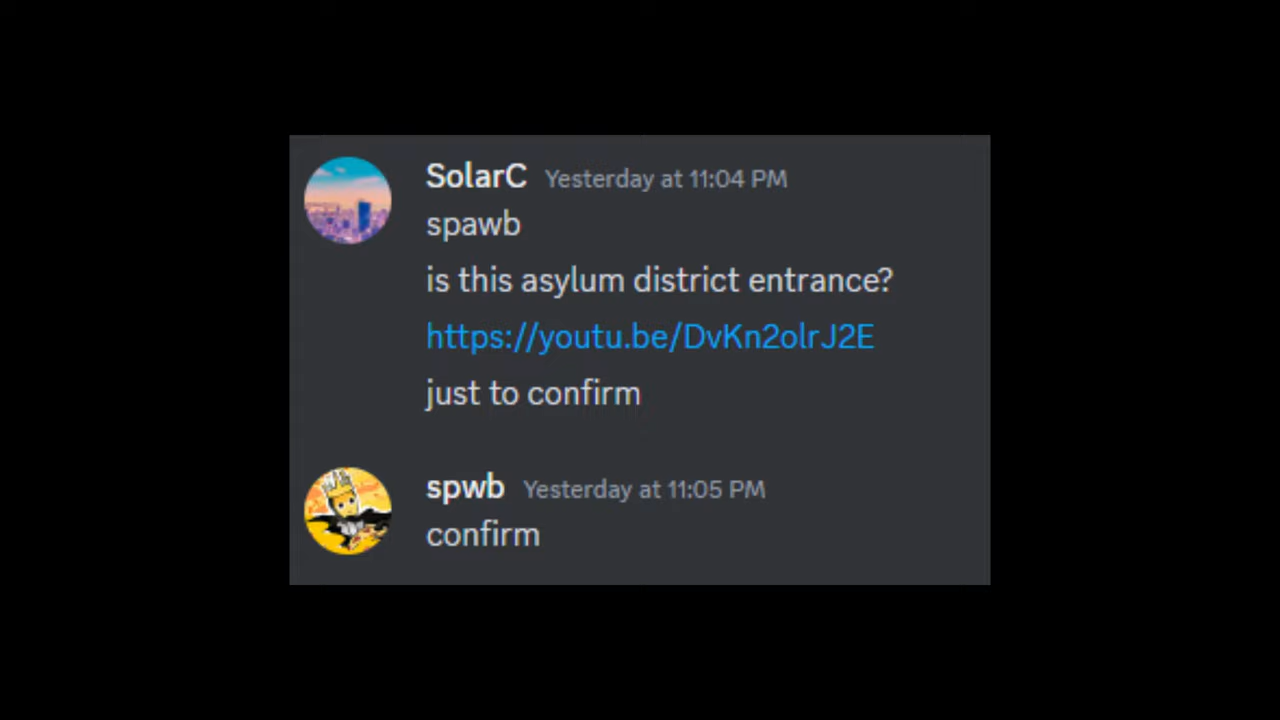 SolarC Yesterday at 11:04 PM
spawb
is this asylum district entrance?
https://youtu.be/DvKn2olrJ2E
just to confirm
spwb Yesterday at 11:05 PM
confirm